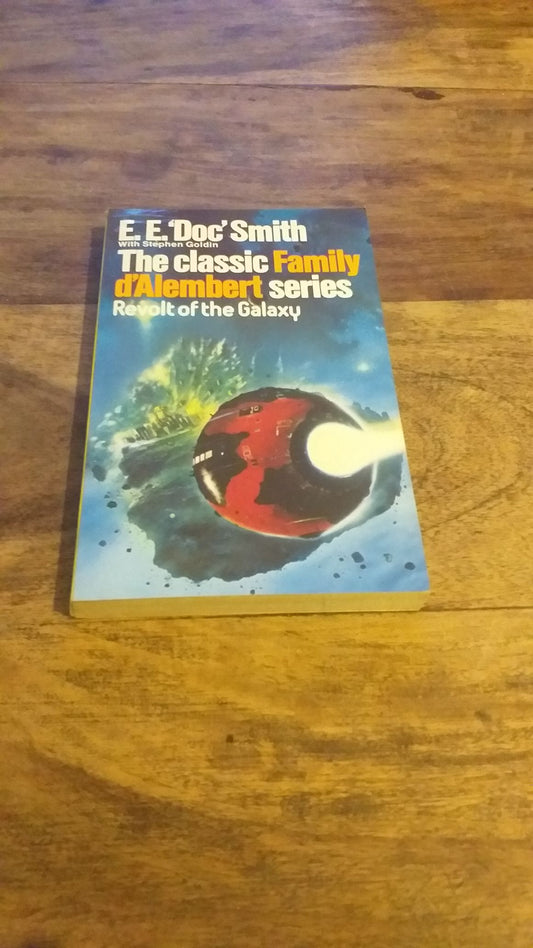 E. E. 'Doc' Smith
With Stephen Goldin
The classic Family
d'Alembert series
Revolt of the Galaxy